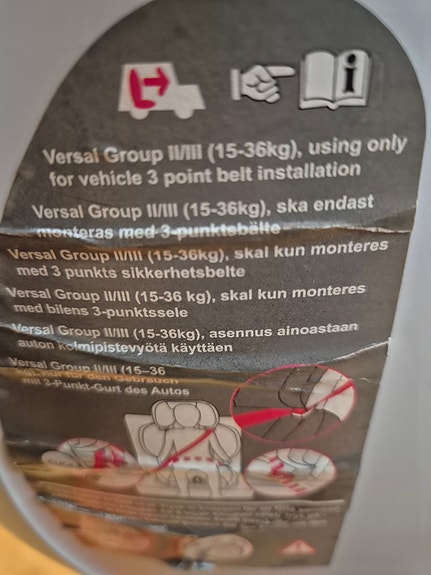 Versal Group II/III (15-36kg), using only
for vehicle 3 point belt installation
Versal Group II/III (15-36kg), ska endast
monteras med 3-punktsbälte
Versal Group II/III (15-36kg), skal kun monteres
med 3 punkts sikkerhetsbelte
Versal Group II/III (15-36 kg), skal kun monteres
med bilens 3-punktssele
Versal Group II/III (15-36kg), asennus ainoastaan
auton kolmipistevyötä käyttäen
Versal Group II/III (15–36
Gebrauch
mit 3-Punkt-Gurt des Autos